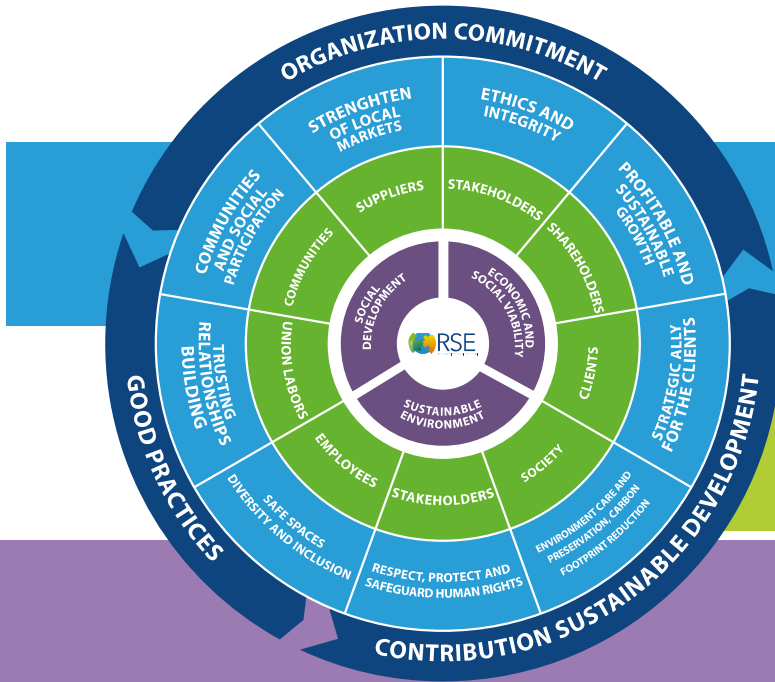 ORGANIZATION COMMITMENT
STRENGHTEN
OF LOCAL
MARKETS
ETHICS AND
INTEGRITY
PROFITABLE AND
SUSTAINABLE
GROWTH
STRATEGIC ALLY
FOR THE CLIENTS
ENVIRONMENT CARE AND
PRESERVATION, CARBON
FOOTPRINT REDUCTION
RESPECT, PROTECT AND
SAFEGUARD HUMAN RIGHTS
SAFE SPACES
DIVERSITY AND INCLUSION
TRUSTING
RELATIONSHIPS
BUILDING
COMMUNITIES
AND SOCIAL
PARTICIPATION
SUPPLIERS
STAKEHOLDERS
SHAREHOLDERS
CLIENTS
SOCIETY
STAKEHOLDERS
EMPLOYEES
UNION LABORS
COMMUNITIES
SOCIAL
DEVELOPMENT
ECONOMIC AND
SOCIAL VIABILITY
SUSTAINABLE
ENVIRONMENT
RSE
GOOD PRACTICES
CONTRIBUTION SUSTAINABLE DEVELOPMENT